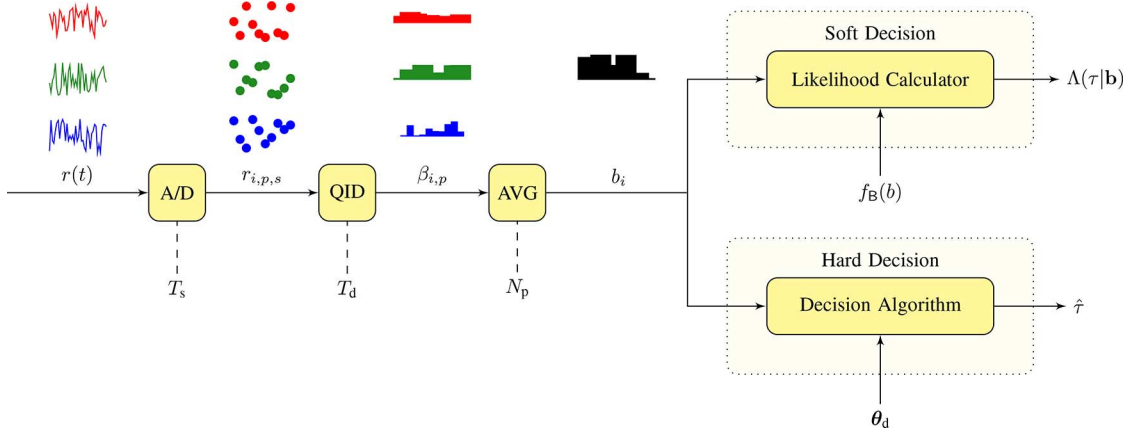 Soft Decision
Likelihood Calculator
Λ(τ|b)
r(t)
r_{i,p,s}
β_{i,p}
b_i
A/D
QID
AVG
f_B(b)
Hard Decision
T_s
T_d
N_p
Decision Algorithm
τ̂
θ_d